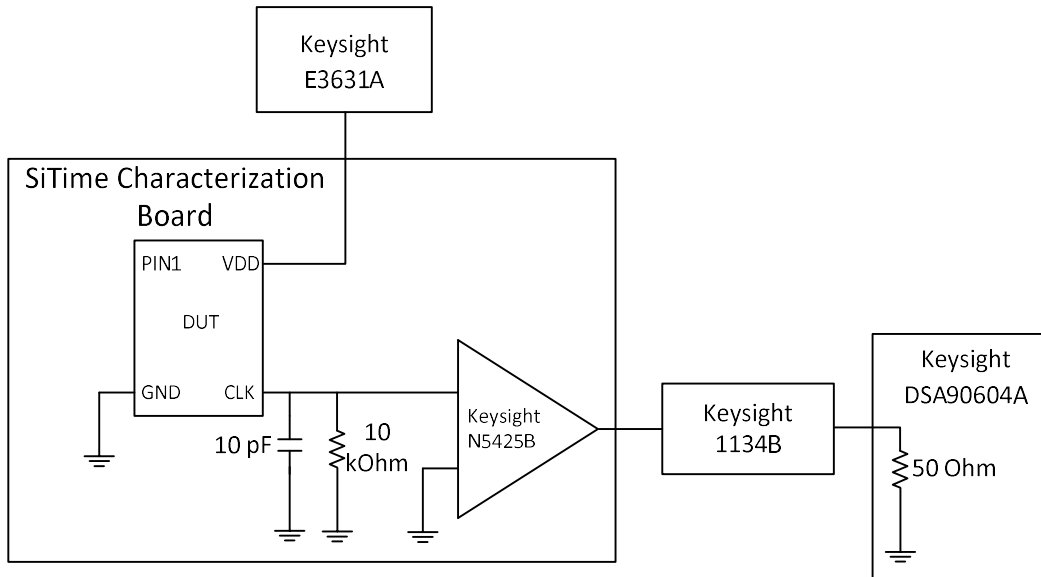 Keysight
E3631A
SiTime Characterization
Board
PIN1 VDD
DUT
GND CLK
10 pF
10
kOhm
Keysight
N5425B
Keysight
1134B
Keysight
DSA90604A
50 Ohm